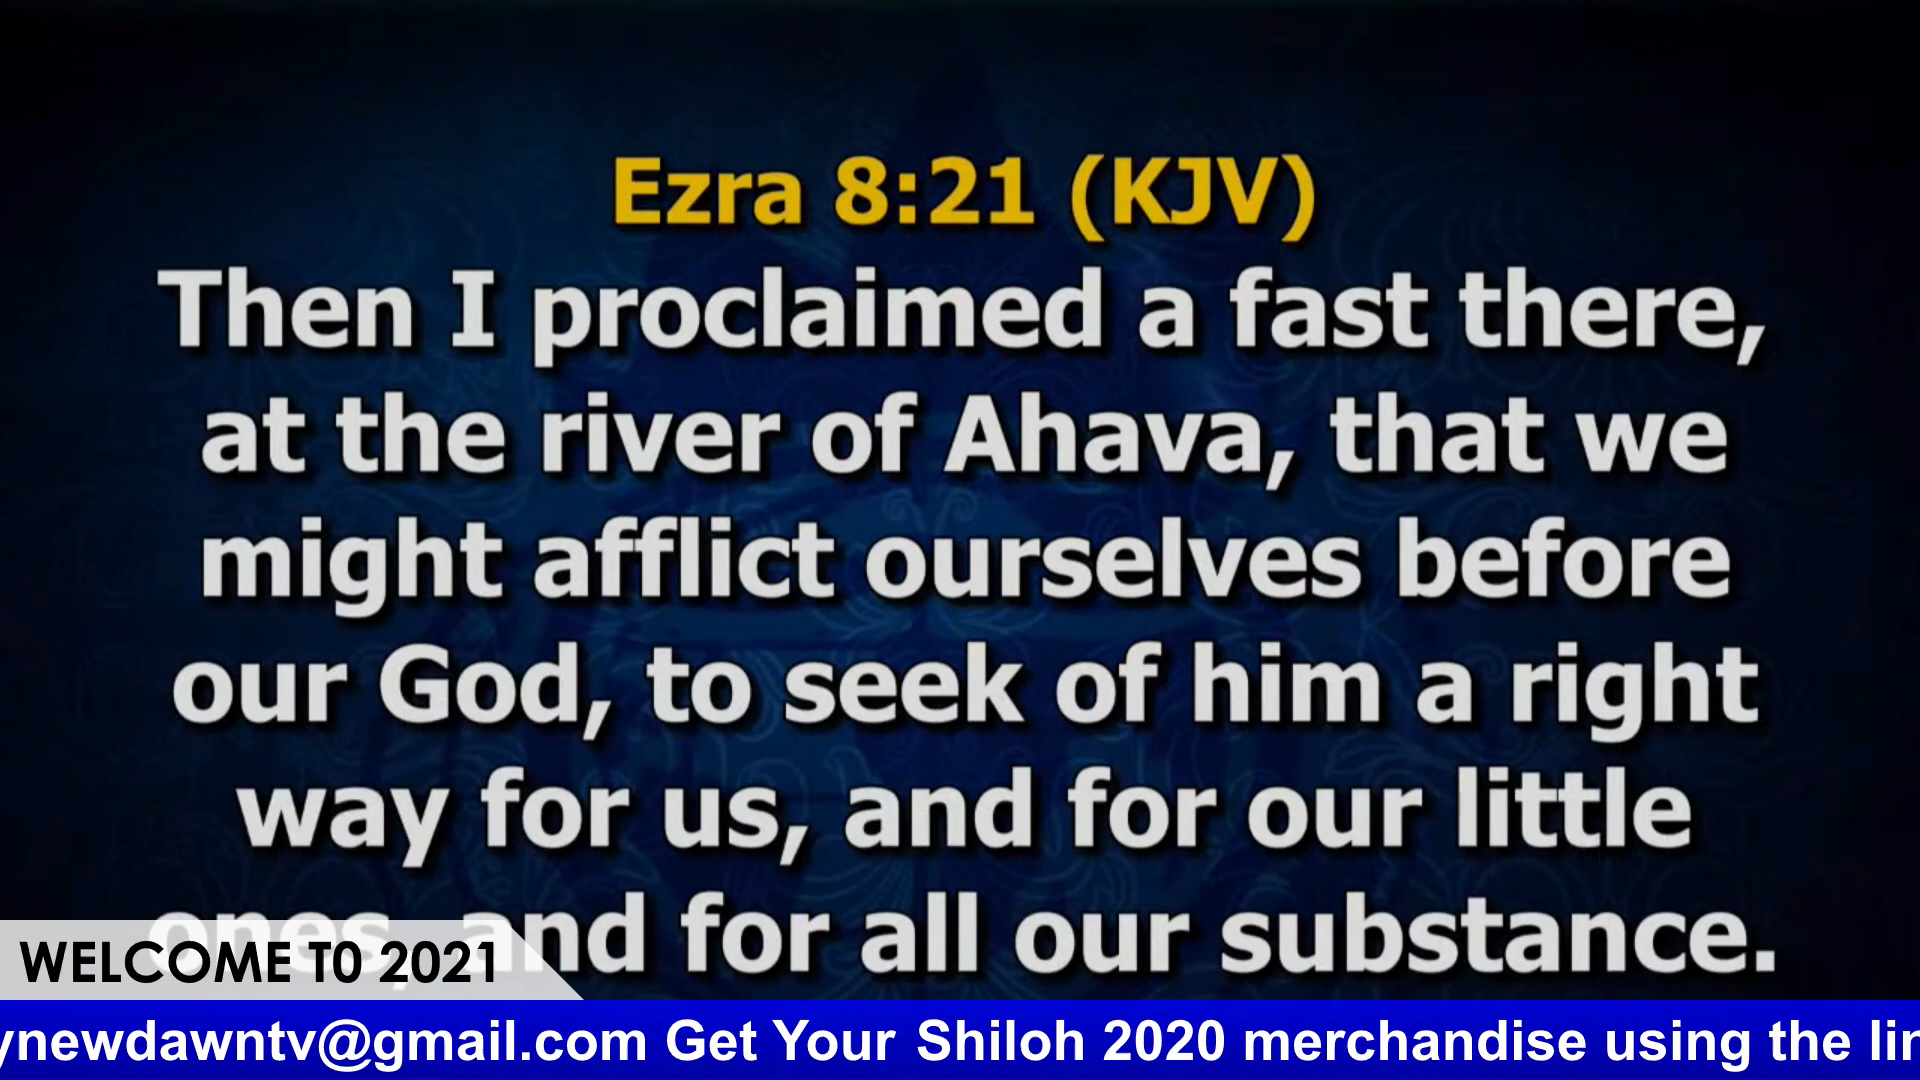 Ezra 8:21 (KJV)
Then I proclaimed a fast there,
at the river of Ahava, that we
might afflict ourselves before
our God, to seek of him a right
way for us, and for our little
ones, and for all our substance.
WELCOME T0 2021
ynewdawntv@gmail.com Get Your Shiloh 2020 merchandise using the